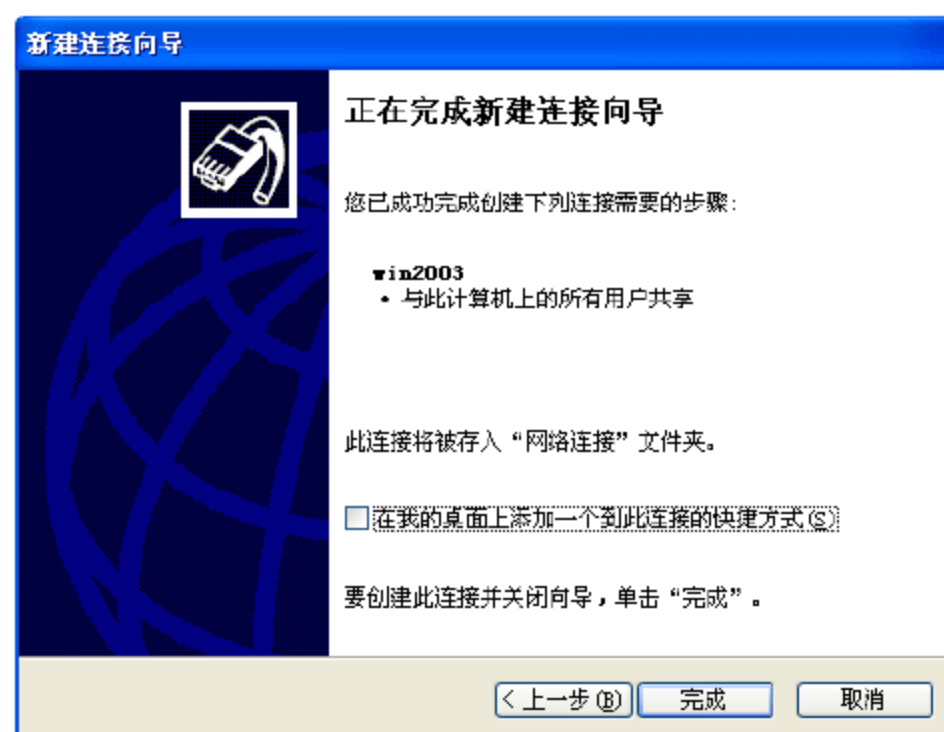 新建连接向导
正在完成新建连接向导
您已成功完成创建下列连接需要的步骤:
win2003
• 与此计算机上的所有用户共享
此连接将被存入“网络连接”文件夹。
在我的桌面上添加一个到此连接的快捷方式(S)
要创建此连接并关闭向导，单击“完成”。
< 上一步(B) 完成 取消